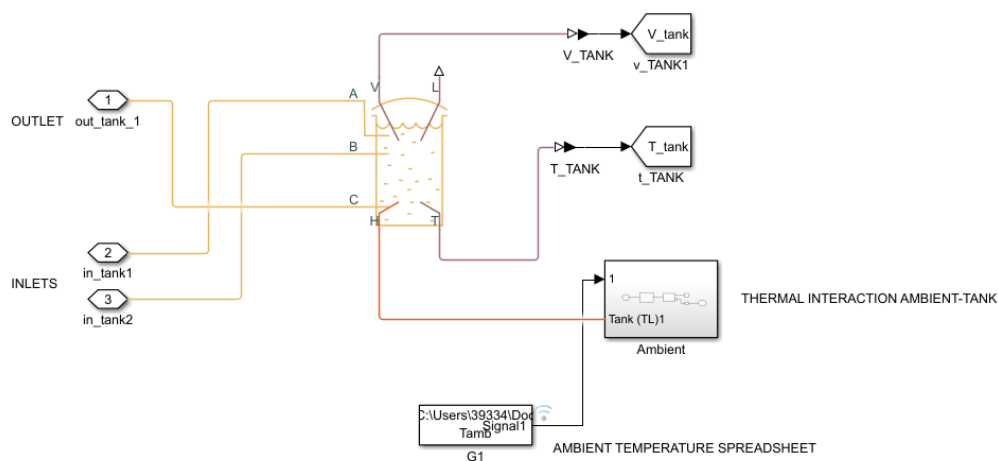 V_tank
V_TANK
v_TANK1
V
L
A
1
OUTLET
out_tank_1
B
T_tank
T_TANK
t_TANK
C
H
T
2
in_tank1
INLETS
3
in_tank2
1
THERMAL INTERACTION AMBIENT-TANK
Tank (TL)1
Ambient
C:\Users\39334\Doc
Signal1
Tamb
AMBIENT TEMPERATURE SPREADSHEET
G1